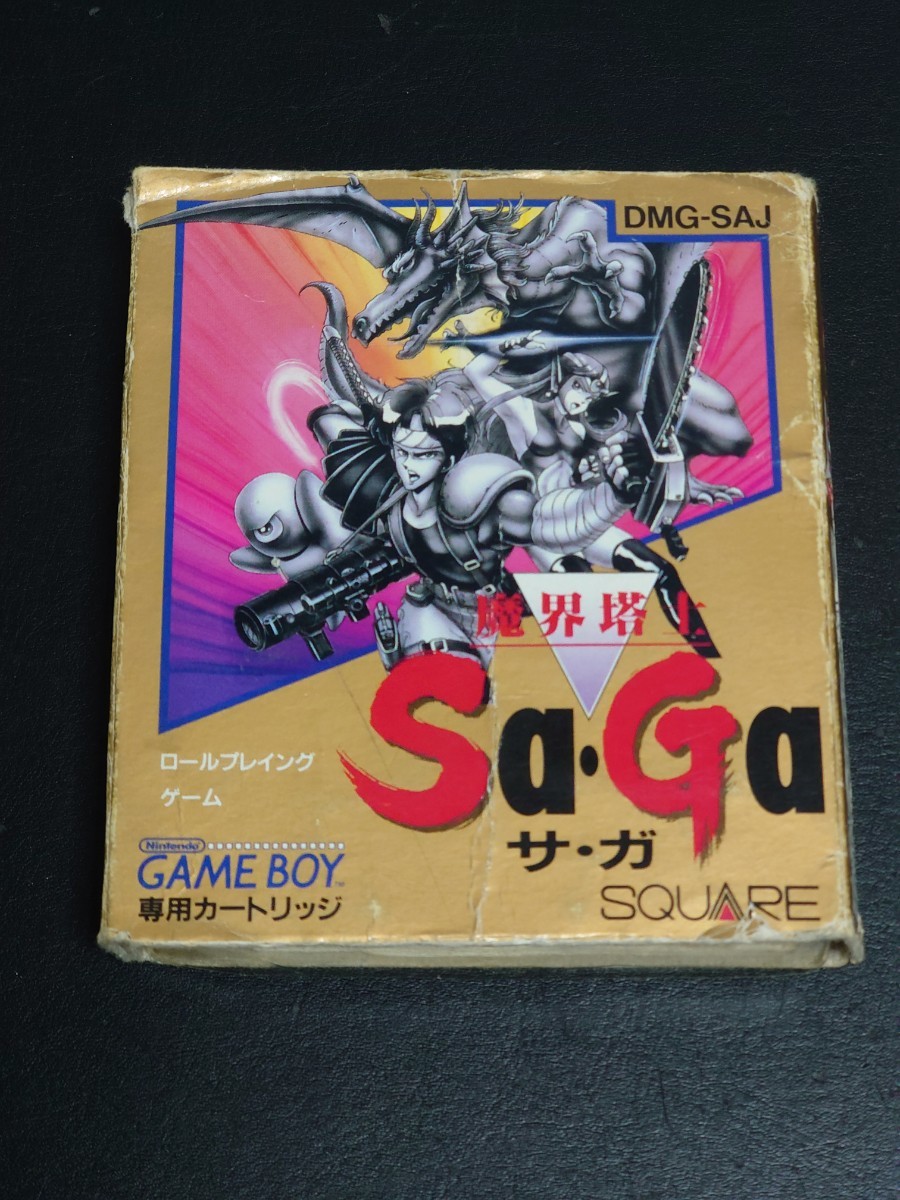 DMG-SAJ
魔界塔士
Sa・Ga
サ・ガ
ロールプレイング
ゲーム
Nintendo
GAME BOY™
専用カートリッジ
SQUARE